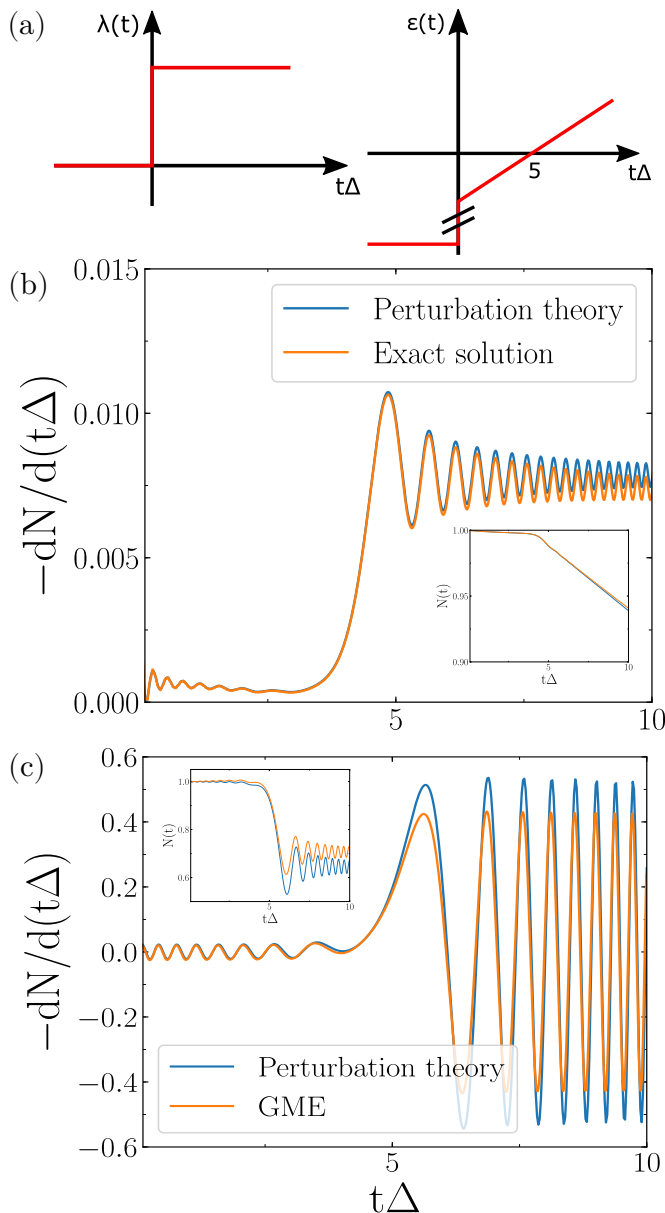 (a)
λ(t)
tΔ
ε(t)
5
tΔ
(b)
0.015
0.010
0.005
0.000
−dN/d(tΔ)
Perturbation theory
Exact solution
1.00
0.95
0.90
N(t)
0
5
10
tΔ
5
10
(c)
0.6
0.4
0.2
0.0
−0.2
−0.4
−0.6
−dN/d(tΔ)
1.0
0.8
0.6
N(t)
5
10
tΔ
Perturbation theory
GME
5
10
tΔ